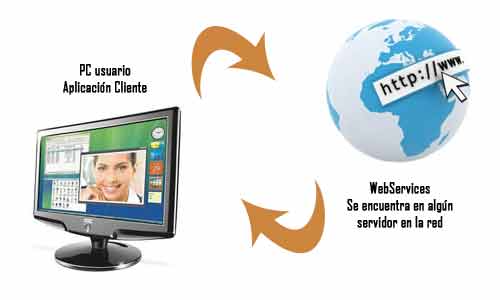 PC usuario
Aplicación Cliente
http://www.
WebServices
Se encuentra en algún
servidor en la red